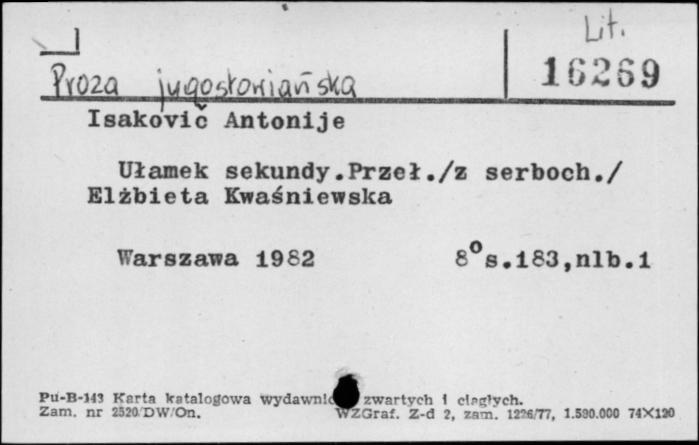 Lit.
16269
Proza jugosłowiańska
Isakovič Antonije
Ułamek sekundy.Przeł./z serboch./
Elżbieta Kwaśniewska
Warszawa 1982 8°s.183,nlb.1
Pu-B-143 Karta katalogowa zwartych i ciągłych.
Zam. nr 2520/DW/On. WZGraf. Z-d 2, zam. 1226/77, 1.590.000 74X120